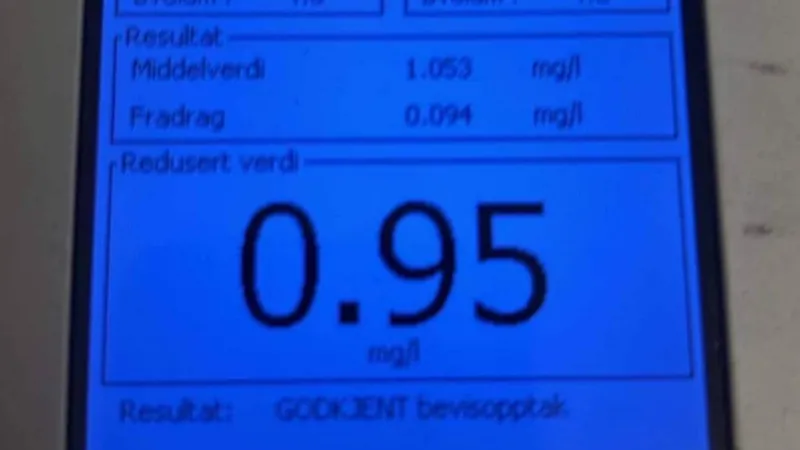 Resultat
Middelverdi 1.053 mg/l
Fradrag 0.094 mg/l
Redusert verdi
0.95
mg/l
Resultat: GODKJENT bevisopptak